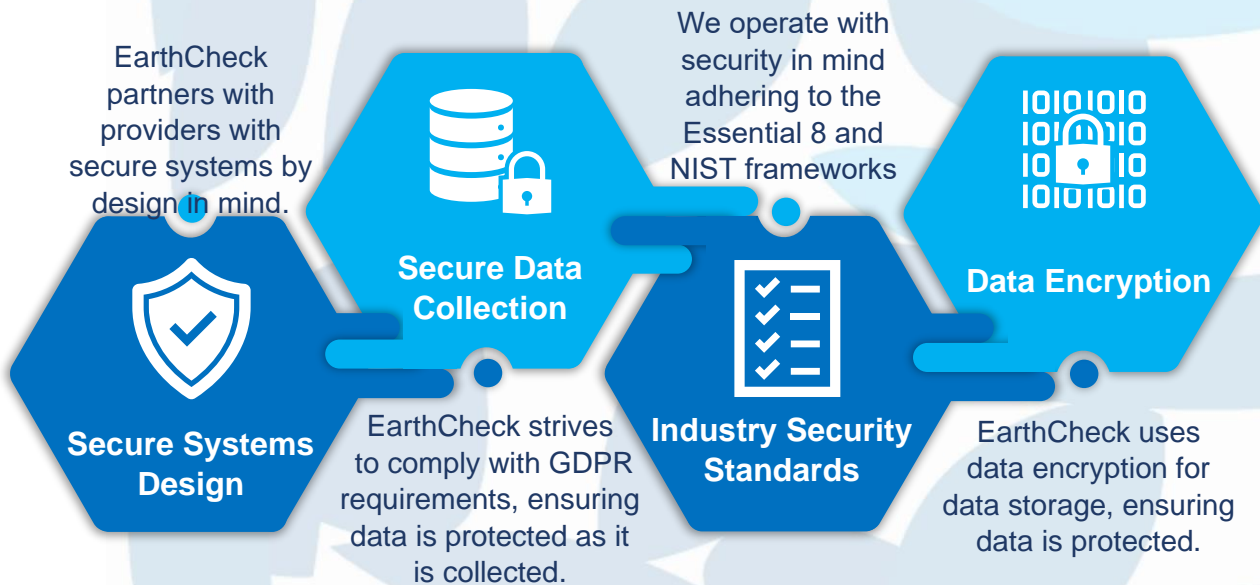 EarthCheck
partners with
providers with
secure systems by
design in mind.
Secure Systems
Design
Secure Data
Collection
EarthCheck strives
to comply with GDPR
requirements, ensuring
data is protected as it
is collected.
We operate with
security in mind
adhering to the
Essential 8 and
NIST frameworks
Industry Security
Standards
10101010
101010
10 10
10101010
Data Encryption
EarthCheck uses
data encryption for
data storage, ensuring
data is protected.